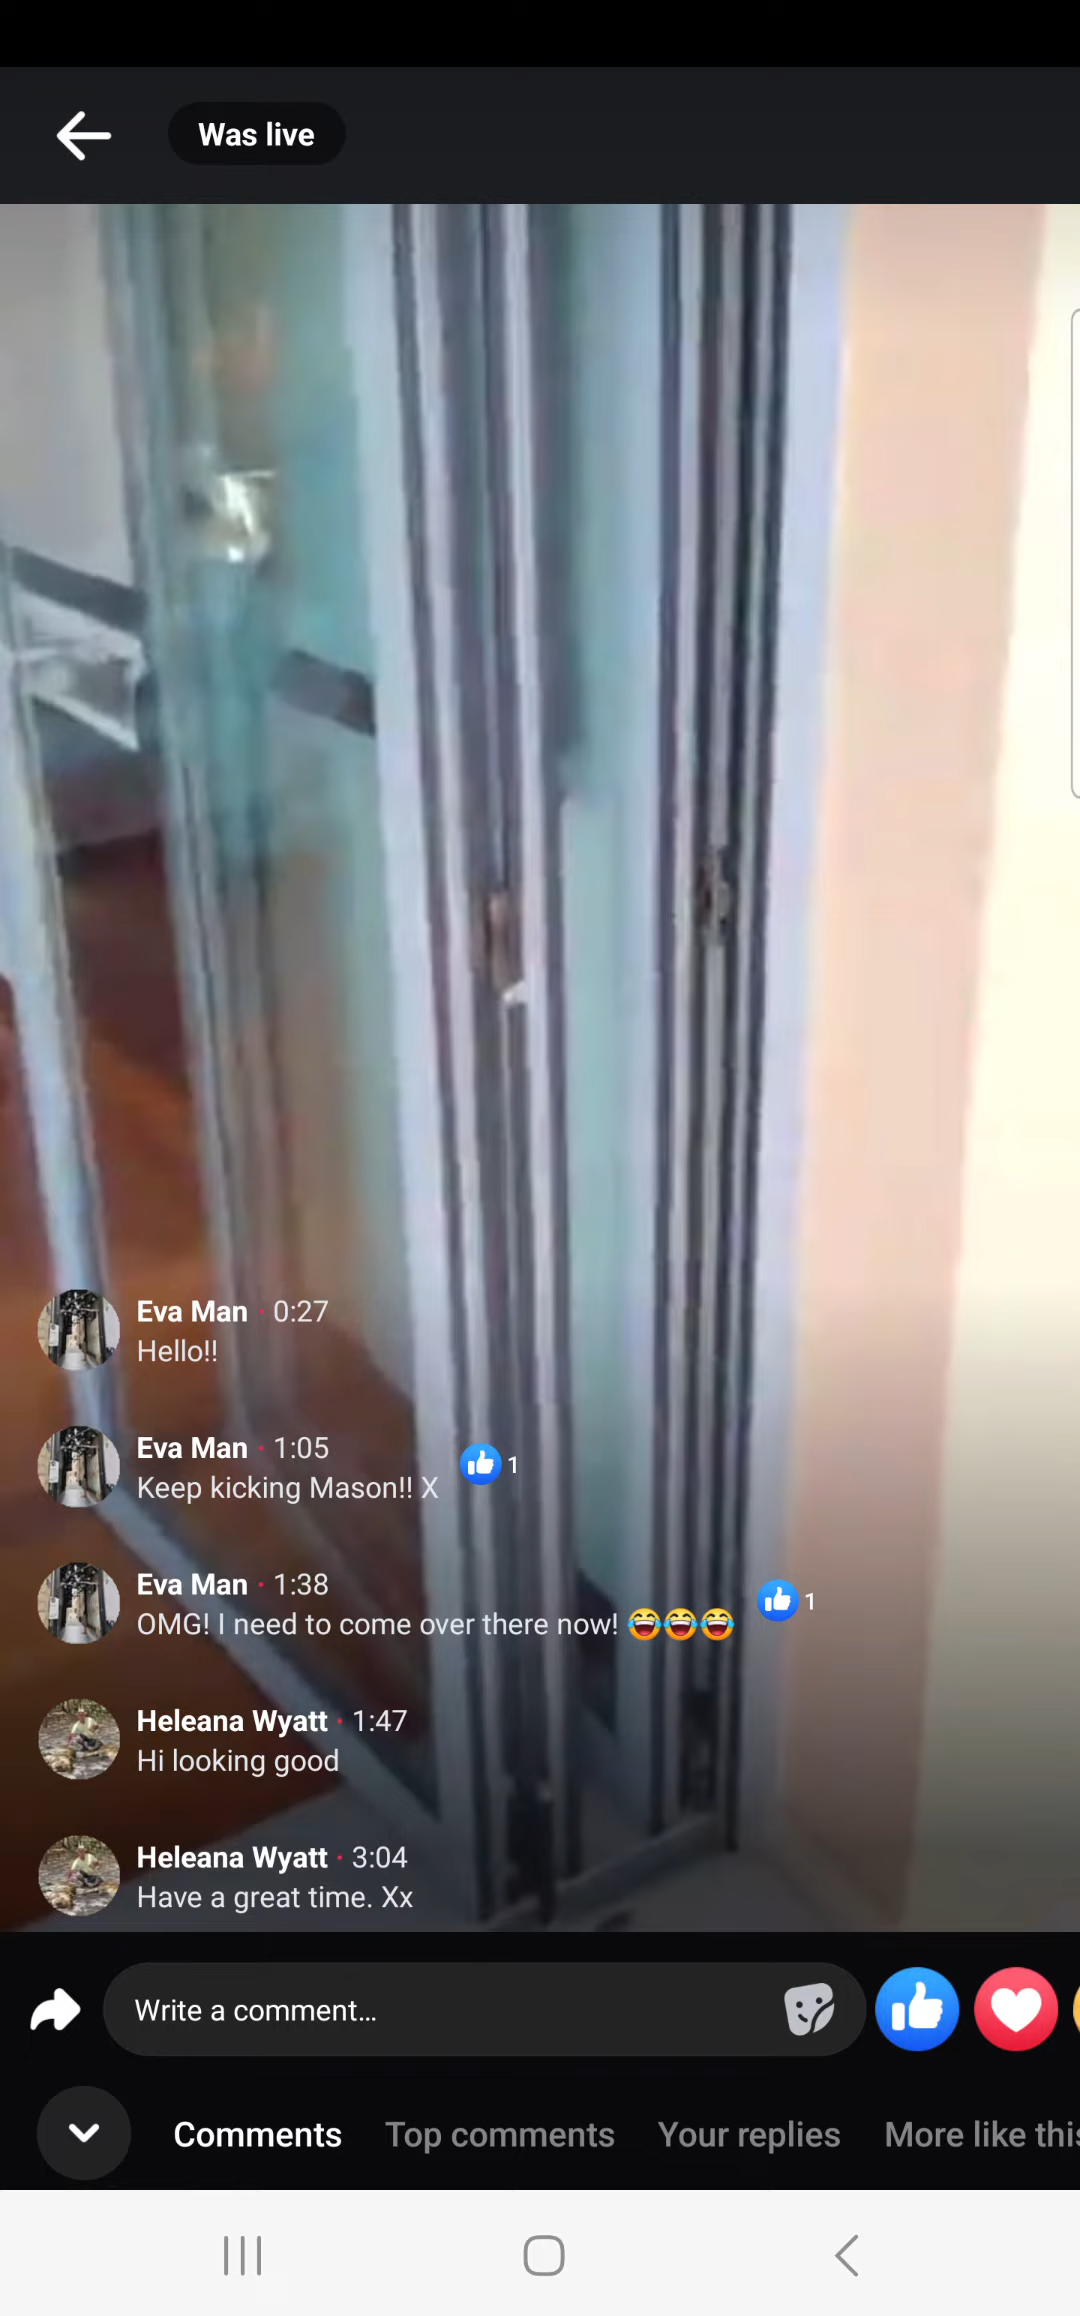 Was live
Eva Man · 0:27
Hello!!
Eva Man · 1:05
Keep kicking Mason!! X
1
Eva Man · 1:38
OMG! I need to come over there now! 😂😂😂
1
Heleana Wyatt · 1:47
Hi looking good
Heleana Wyatt · 3:04
Have a great time. Xx
Write a comment...
Comments Top comments Your replies More like this